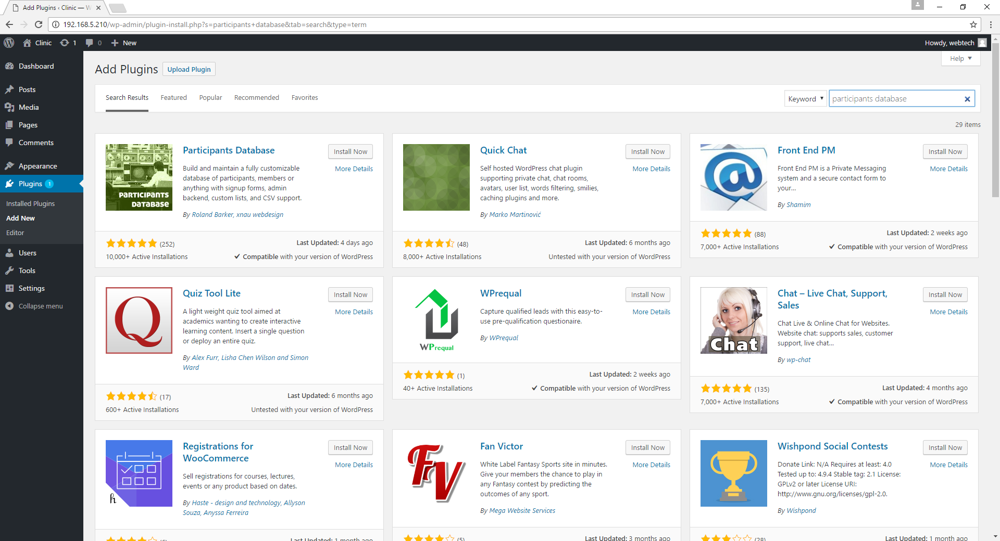 Add Plugins ‹ Clinic — W
192.168.5.210/wp-admin/plugin-install.php?s=participants+database&tab=search&type=term
Clinic 1 0 New
Howdy, webtech
Help
Dashboard
Posts
Media
Pages
Comments
Appearance
Plugins 1
Installed Plugins
Add New
Editor
Users
Tools
Settings
Collapse menu
Add Plugins Upload Plugin
Search Results Featured Popular Recommended Favorites
Keyword participants database
29 items
PARTICIPANTS
DATABASE
Participants Database
Install Now
More Details
Build and maintain a fully customizable
database of participants, members or
anything with signup forms, admin
backend, custom lists, and CSV support.
By Roland Barker, xnau webdesign
(252)
Last Updated: 4 days ago
10,000+ Active Installations
Compatible with your version of WordPress
Quick Chat
Install Now
More Details
Self hosted WordPress chat plugin
supporting private chat, chat rooms,
avatars, user list, words filtering, smilies,
caching plugins and more.
By Marko Martinović
(48)
Last Updated: 6 months ago
8,000+ Active Installations
Untested with your version of WordPress
Front End PM
Install Now
More Details
Front End PM is a Private Messaging
system and a secure contact form to
your...
By Shamim
(88)
Last Updated: 2 weeks ago
7,000+ Active Installations
Compatible with your version of WordPress
Q
Quiz Tool Lite
Install Now
More Details
A light weight quiz tool aimed at
academics wanting to create interactive
learning content. Insert a single question
or deploy an entire quiz.
By Alex Furr, Lisha Chen Wilson and Simon
Ward
(17)
Last Updated: 6 months ago
600+ Active Installations
Untested with your version of WordPress
WPrequal
WPrequal
Install Now
More Details
Capture qualified leads with this easy-to-
use pre-qualification questionaire.
By WPrequal
(1)
Last Updated: 2 weeks ago
40+ Active Installations
Compatible with your version of WordPress
Chat
Chat – Live Chat, Support,
Sales
Install Now
More Details
Chat Live & Online Chat for Websites.
Website chat: supports sales, customer
support, live chat...
By wp-chat
(135)
Last Updated: 4 months ago
7,000+ Active Installations
Compatible with your version of WordPress
h
Registrations for
WooCommerce
Install Now
More Details
Sell registrations for courses, lectures,
events or any product based on dates.
By Haste - design and technology, Allyson
Souza, Anyssa Ferreira
Last Updated: 1 month ago
FV
Fan Victor
Install Now
More Details
White Label Fantasy Sports site in minutes.
Give your members the chance to play in
any Fantasy contest by predicting the
outcomes of any sport.
By Mega Website Services
(5)
Last Updated: 3 months ago
Wishpond Social Contests
Install Now
More Details
Donate Link: N/A Requires at least: 4.0
Tested up to: 4.9.4 Stable tag: 2.1 License:
GPLv2 or later License URI:
http://www.gnu.org/licenses/gpl-2.0.
By Wishpond
(28)
Last Updated: 1 month ago